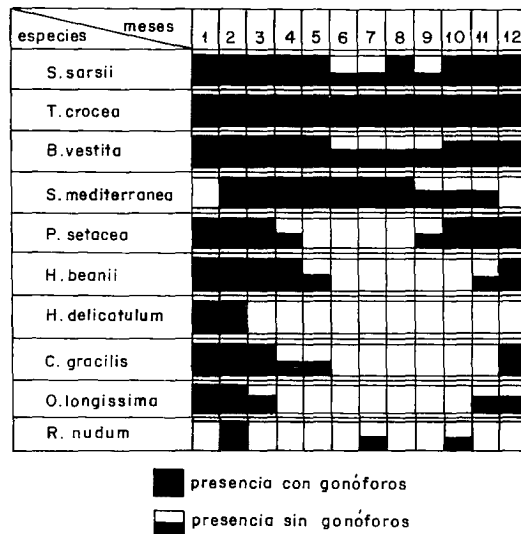 meses
especies 1 2 3 4 5 6 7 8 9 10 11 12
S. sarsii
T. crocea
B. vestita
S. mediterranea
P. setacea
H. beanii
H. delicatulum
C. gracilis
O. longissima
R. nudum
presencia con gonóforos
presencia sin gonóforos